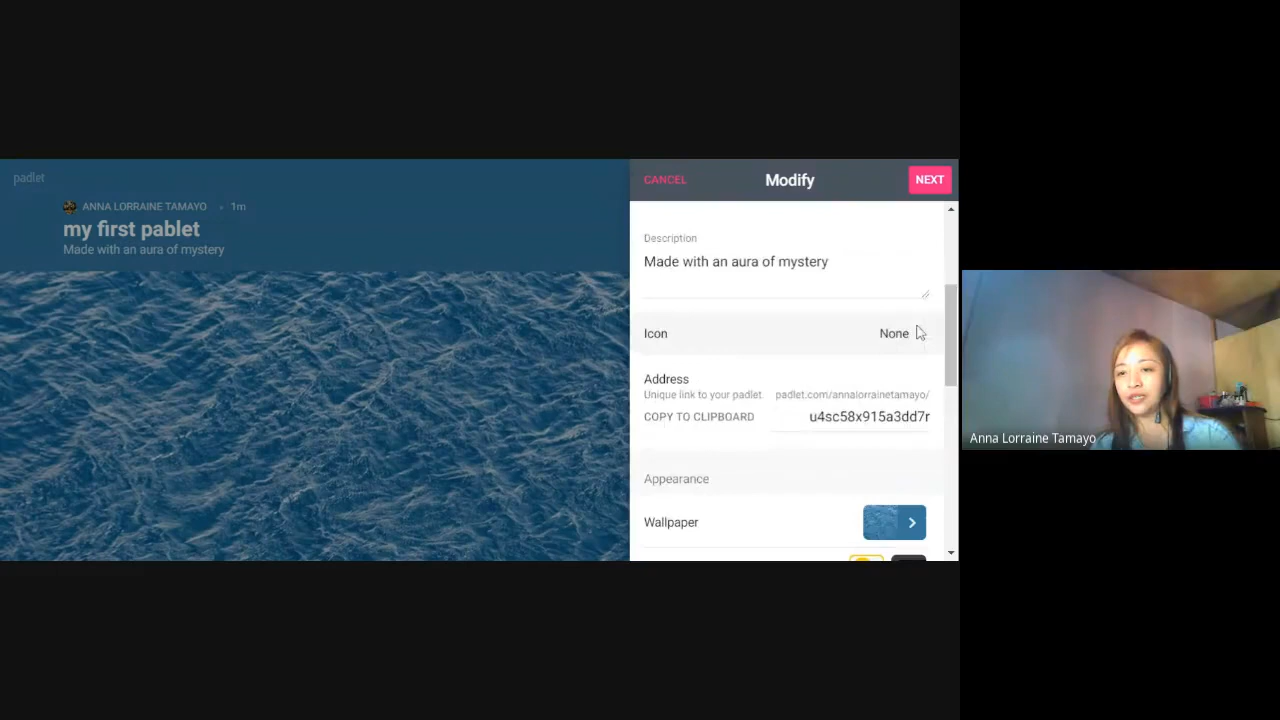 padlet
ANNA LORRAINE TAMAYO • 1m
my first pablet
Made with an aura of mystery
CANCEL
Modify
NEXT
Description
Made with an aura of mystery
Icon
None
Address
Unique link to your padlet
padlet.com/annalorrainetamayo/
COPY TO CLIPBOARD
u4sc58x915a3dd7r
Appearance
Wallpaper
Anna Lorraine Tamayo